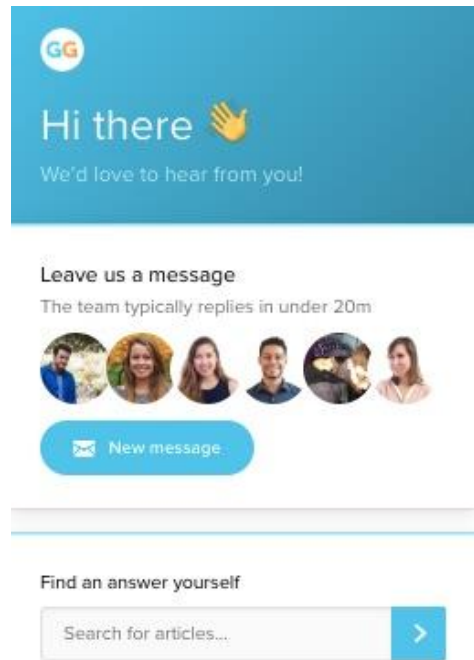 GG
Hi there 👋
We'd love to hear from you!
Leave us a message
The team typically replies in under 20m
New message
Find an answer yourself
Search for articles...